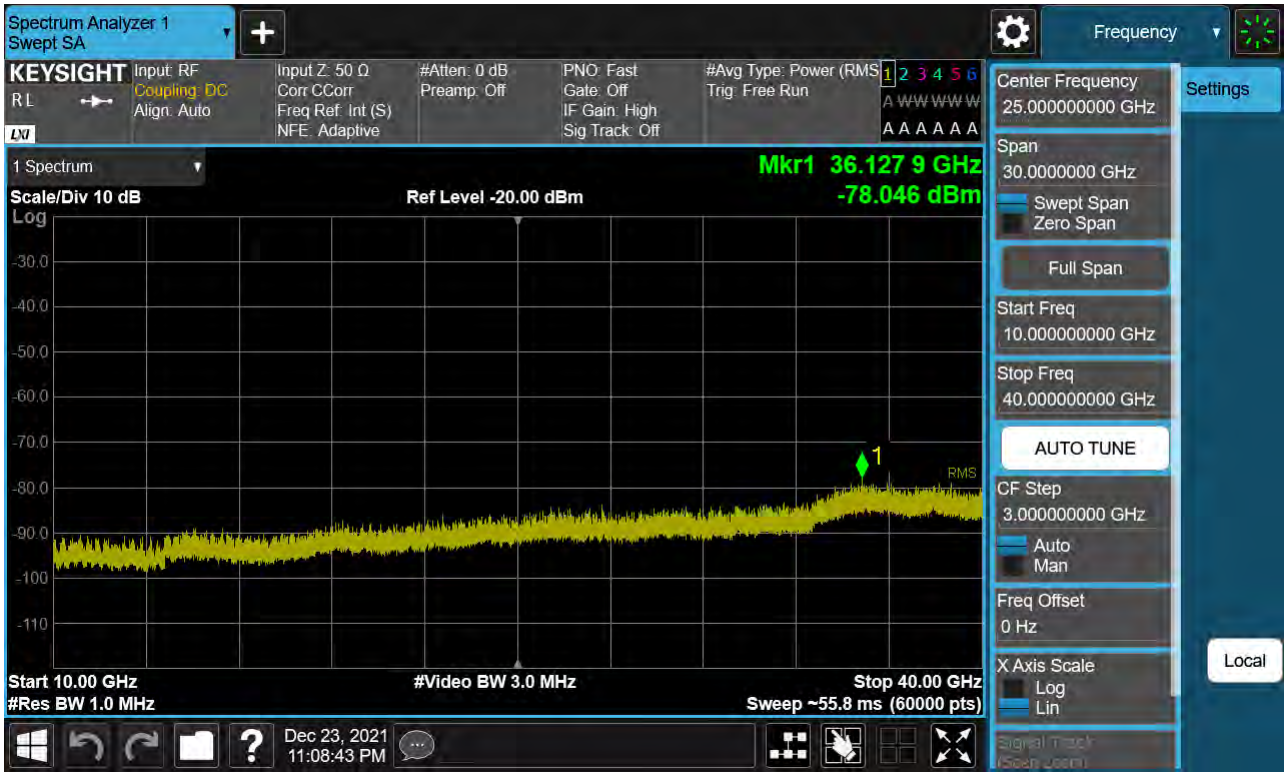 Spectrum Analyzer 1
Swept SA
+
Frequency
KEYSIGHT
RL
LXI
Input: RF
Coupling: DC
Align: Auto
Input Z: 50 Ω
Corr CCorr
Freq Ref: Int (S)
NFE: Adaptive
#Atten: 0 dB
Preamp: Off
PNO: Fast
Gate: Off
IF Gain: High
Sig Track: Off
#Avg Type: Power (RMS
Trig: Free Run
1 2 3 4 5 6
A W W W W W
A A A A A A
Center Frequency
25.000000000 GHz
Settings
Span
30.0000000 GHz
Swept Span
Zero Span
Full Span
Start Freq
10.000000000 GHz
Stop Freq
40.000000000 GHz
AUTO TUNE
CF Step
3.000000000 GHz
Auto
Man
Freq Offset
0 Hz
X Axis Scale
Log
Lin
Signal Track
(Span Zoom)
Local
1 Spectrum
Mkr1 36.127 9 GHz
-78.046 dBm
Scale/Div 10 dB
Ref Level -20.00 dBm
Log
-30.0
-40.0
-50.0
-60.0
-70.0
-80.0
-90.0
-100
-110
1
RMS
Start 10.00 GHz
#Video BW 3.0 MHz
Stop 40.00 GHz
#Res BW 1.0 MHz
Sweep ~55.8 ms (60000 pts)
?
Dec 23, 2021
11:08:43 PM